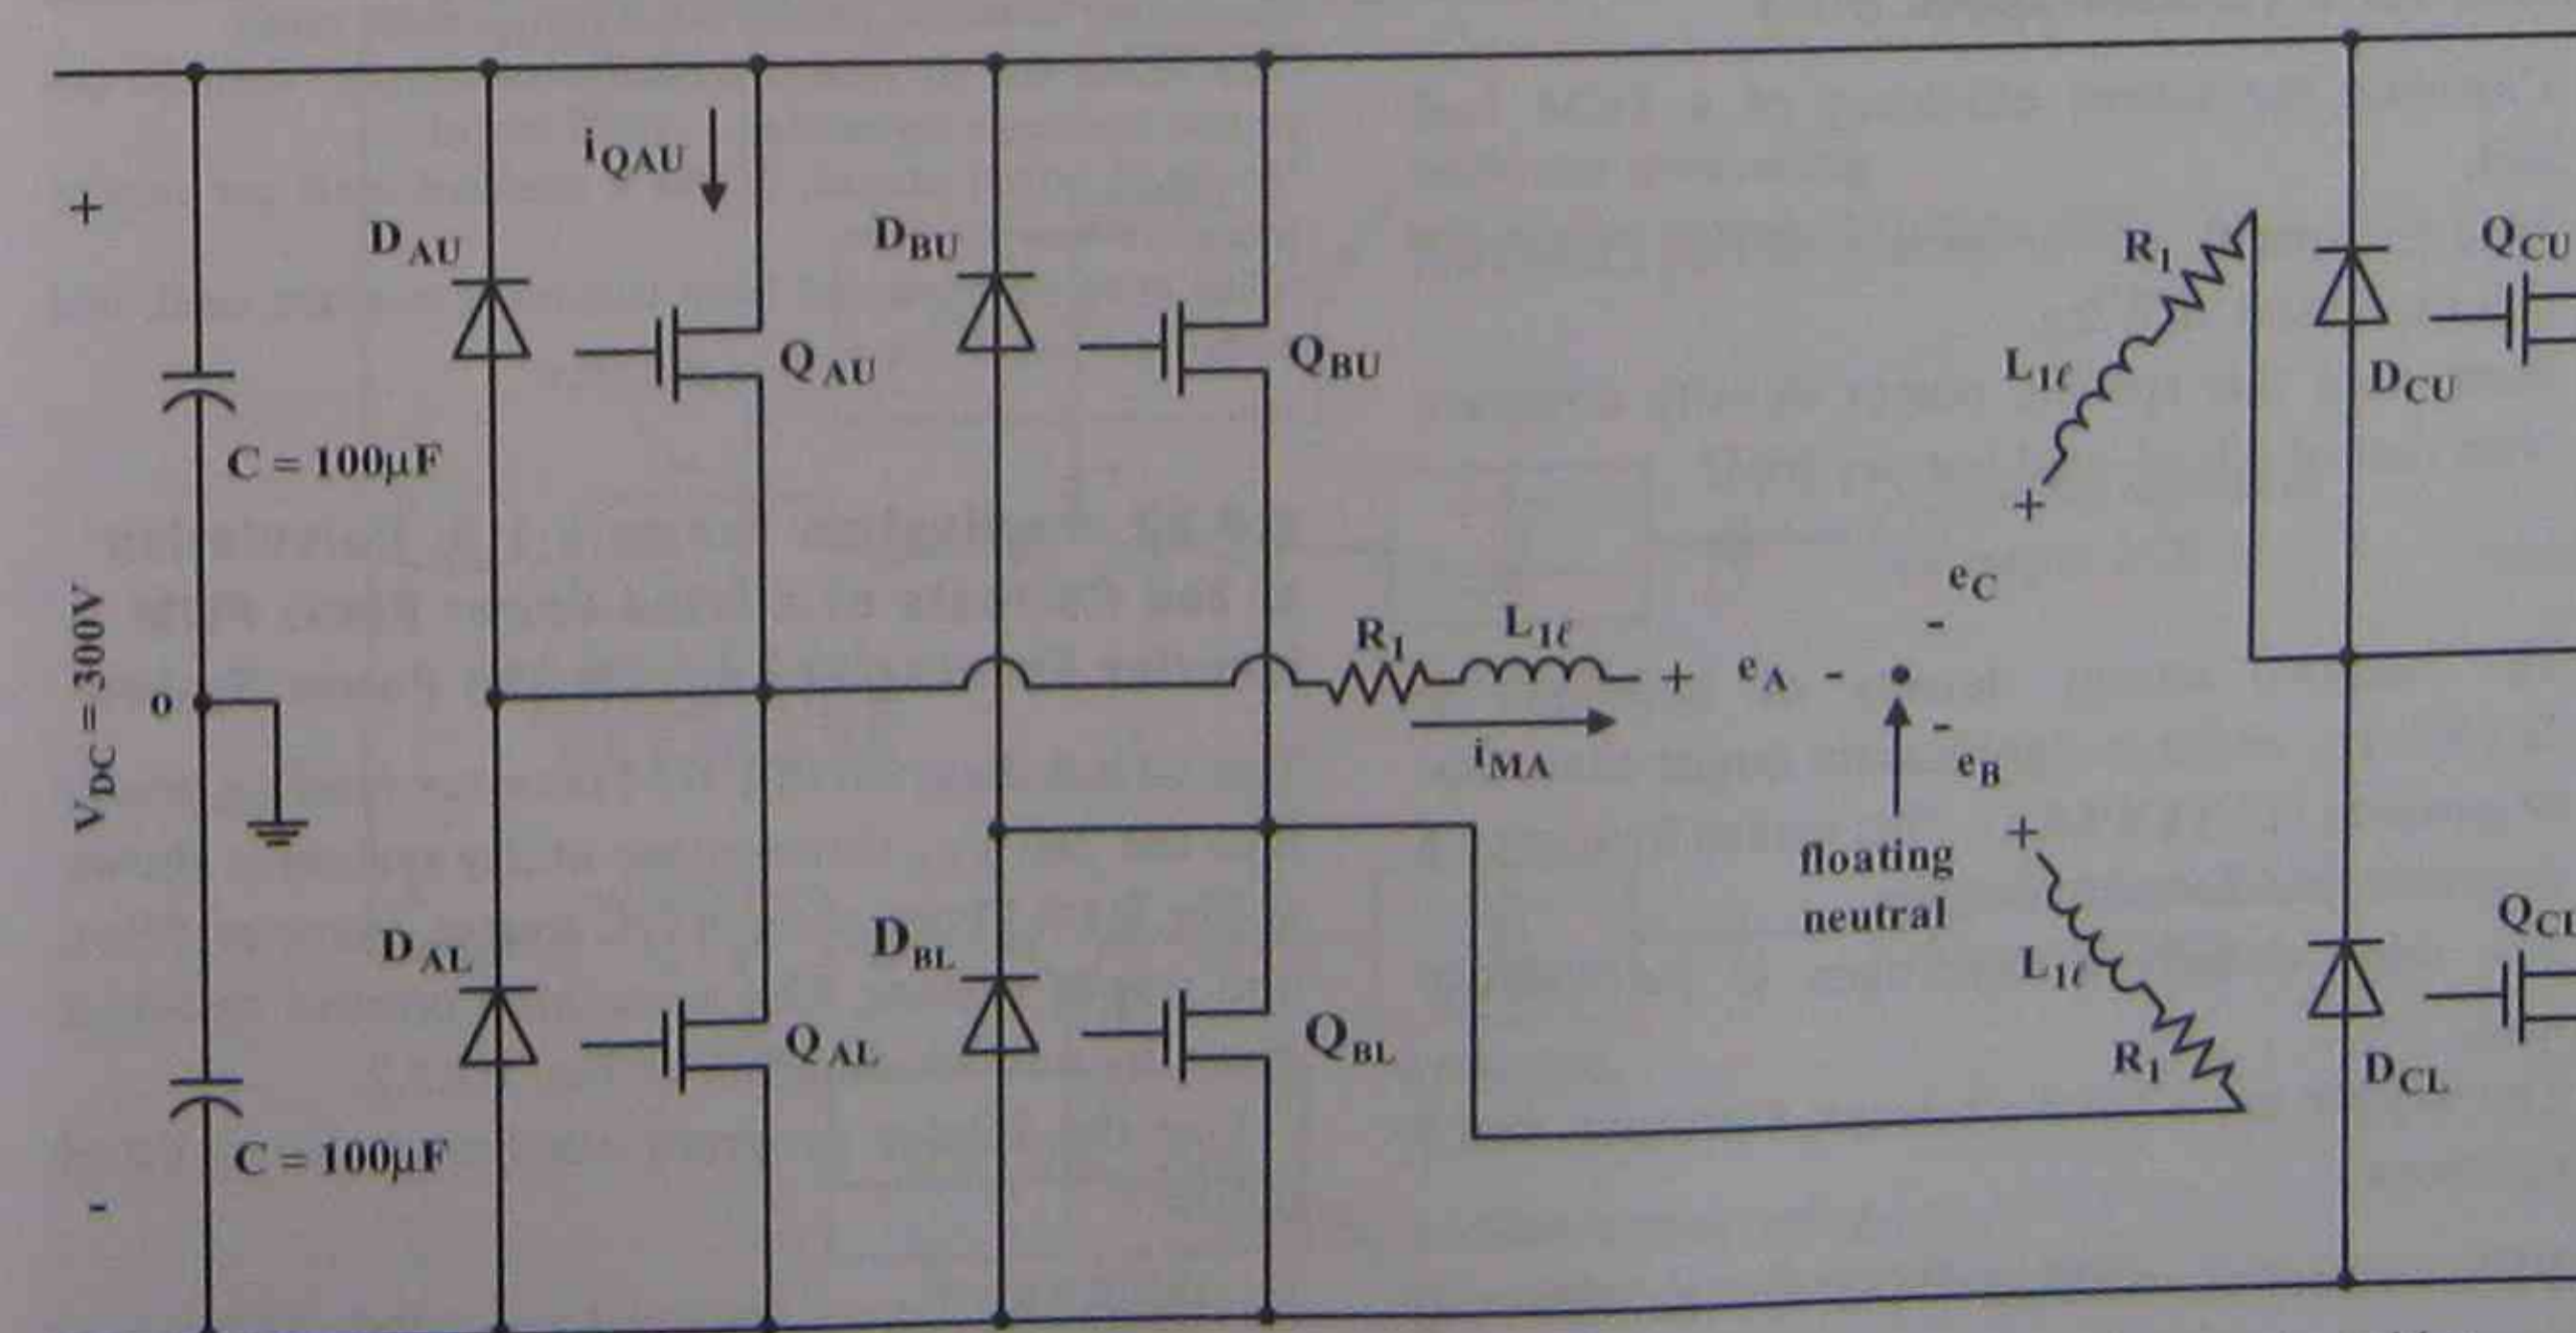 +
i QAU
D AU
D BU
Q CU
R 1
Q AU
Q BU
L 1ℓ
D CU
C = 100μF
+
e C
-
V DC = 300V
o
R 1
L 1ℓ
+ e A -
i MA
-
e B
+
floating
neutral
D AL
D BL
L 1ℓ
Q AL
Q BL
R 1
D CL
C = 100μF
-